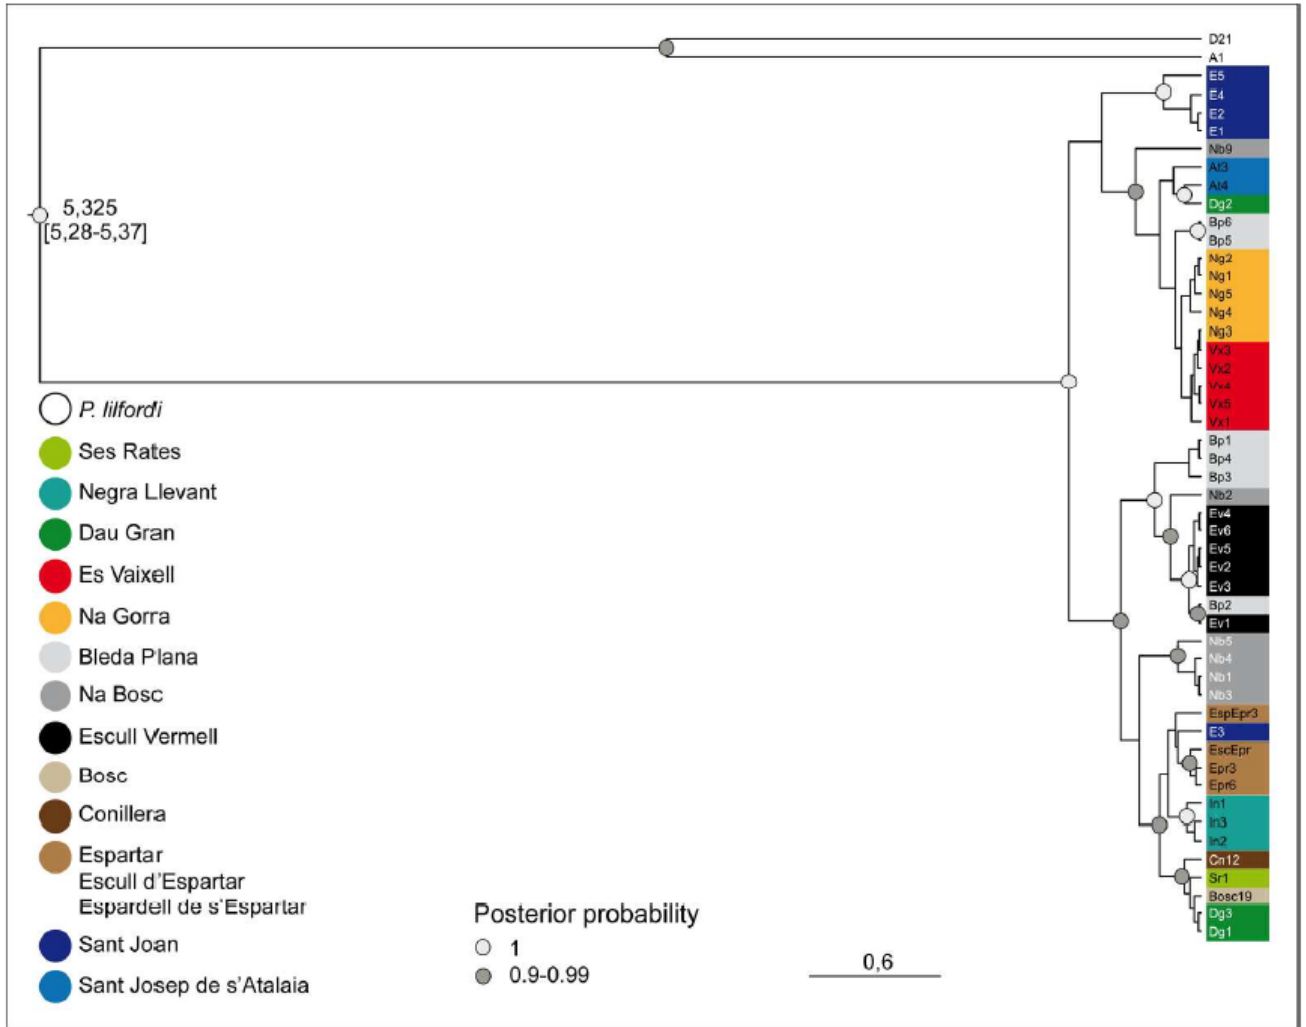 D21
A1
E5
E4
E2
E1
Nb9
At3
At4
Dg2
Bp6
Bp5
Ng2
Ng1
Ng5
Ng4
Ng3
Vx3
Vx2
Vx4
Vx5
Vx1
Bp1
Bp4
Bp3
Nb2
Ev4
Ev6
Ev5
Ev2
Ev3
Bp2
Ev1
Nb5
Nb4
Nb1
Nb3
EspEpr3
E3
EscEpr
Epr3
Epr6
In1
In3
In2
Cn12
Sr1
Bosc19
Dg3
Dg1
5,325
[5,28-5,37]
P. lilfordi
Ses Rates
Negra Llevant
Dau Gran
Es Vaixell
Na Gorra
Bleda Plana
Na Bosc
Escull Vermell
Bosc
Conillera
Espartar
Escull d'Espartar
Espardell de s'Espartar
Sant Joan
Sant Josep de s'Atalaia
Posterior probability
1
0.9-0.99
0,6